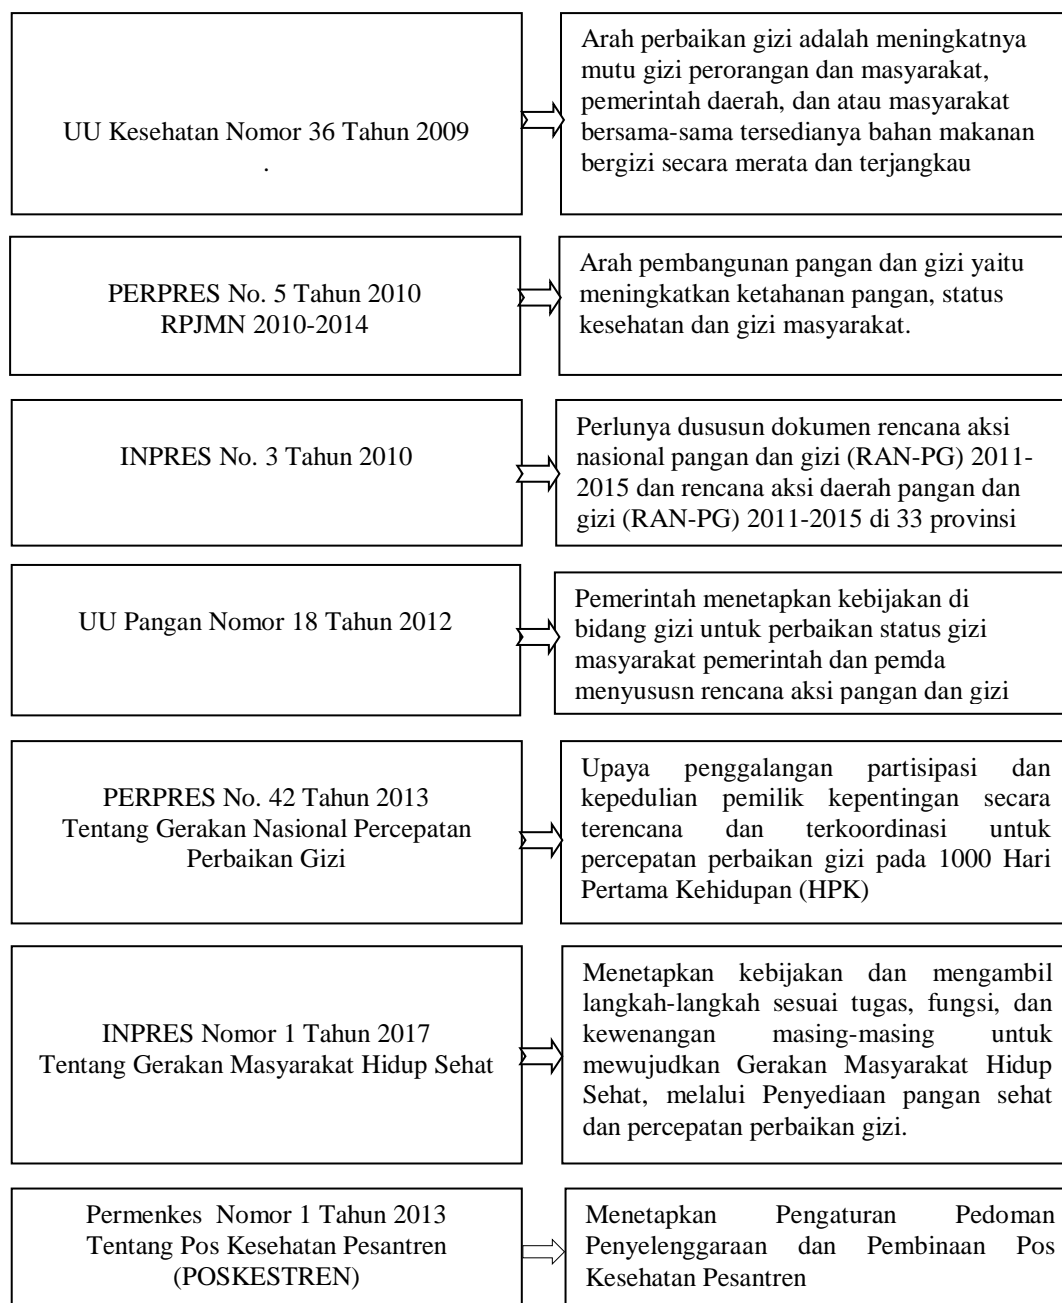 UU Kesehatan Nomor 36 Tahun 2009
.
Arah perbaikan gizi adalah meningkatnya
mutu gizi perorangan dan masyarakat,
pemerintah daerah, dan atau masyarakat
bersama-sama tersedianya bahan makanan
bergizi secara merata dan terjangkau
PERPRES No. 5 Tahun 2010
RPJMN 2010-2014
Arah pembangunan pangan dan gizi yaitu
meningkatkan ketahanan pangan, status
kesehatan dan gizi masyarakat.
INPRES No. 3 Tahun 2010
Perlunya dususun dokumen rencana aksi
nasional pangan dan gizi (RAN-PG) 2011-
2015 dan rencana aksi daerah pangan dan
gizi (RAN-PG) 2011-2015 di 33 provinsi
UU Pangan Nomor 18 Tahun 2012
Pemerintah menetapkan kebijakan di
bidang gizi untuk perbaikan status gizi
masyarakat pemerintah dan pemda
menyususn rencana aksi pangan dan gizi
PERPRES No. 42 Tahun 2013
Tentang Gerakan Nasional Percepatan
Perbaikan Gizi
Upaya penggalangan partisipasi dan
kepedulian pemilik kepentingan secara
terencana dan terkoordinasi untuk
percepatan perbaikan gizi pada 1000 Hari
Pertama Kehidupan (HPK)
INPRES Nomor 1 Tahun 2017
Tentang Gerakan Masyarakat Hidup Sehat
Menetapkan kebijakan dan mengambil
langkah-langkah sesuai tugas, fungsi, dan
kewenangan masing-masing untuk
mewujudkan Gerakan Masyarakat Hidup
Sehat, melalui Penyediaan pangan sehat
dan percepatan perbaikan gizi.
Permenkes Nomor 1 Tahun 2013
Tentang Pos Kesehatan Pesantren
(POSKESTREN)
Menetapkan Pengaturan Pedoman
Penyelenggaraan dan Pembinaan Pos
Kesehatan Pesantren